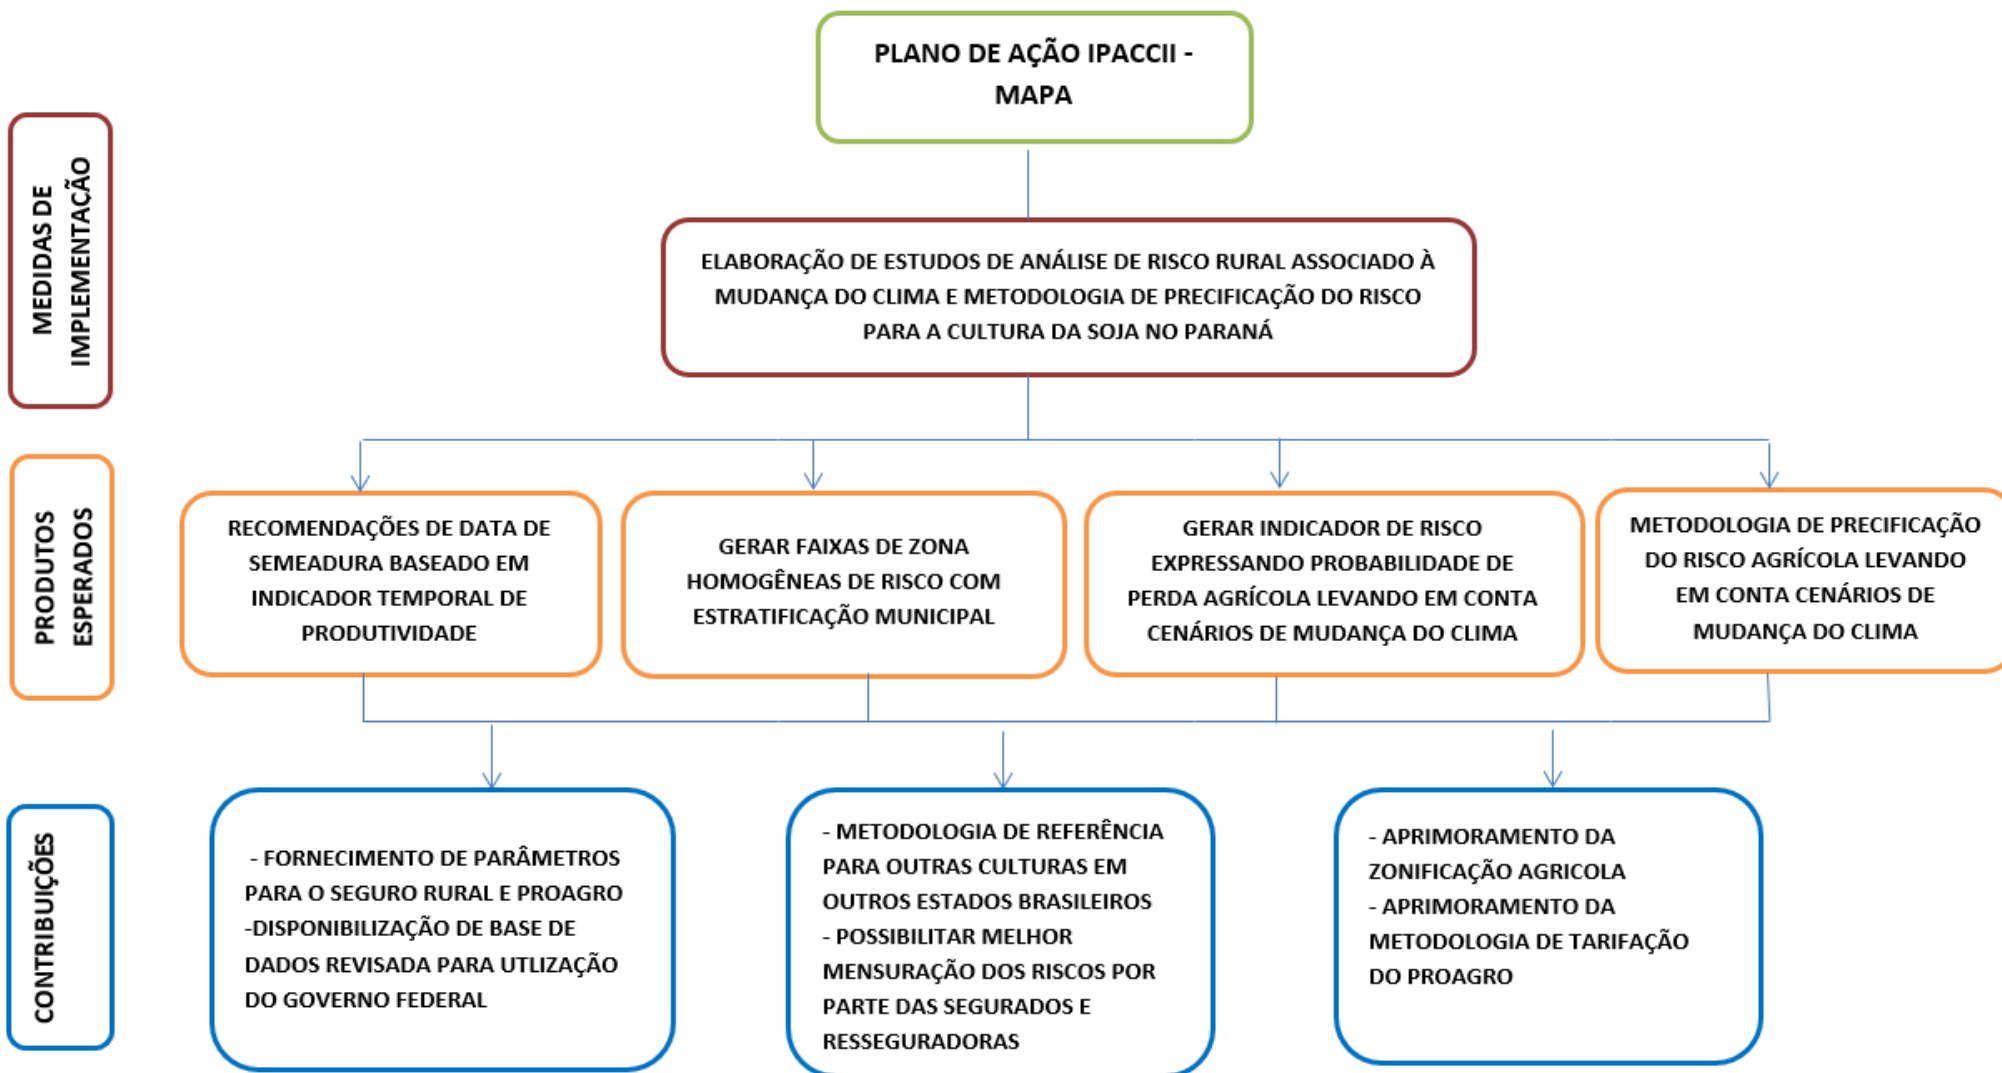 PLANO DE AÇÃO IPACCII -
MAPA
MEDIDAS DE
IMPLEMENTAÇÃO
ELABORAÇÃO DE ESTUDOS DE ANÁLISE DE RISCO RURAL ASSOCIADO À
MUDANÇA DO CLIMA E METODOLOGIA DE PRECIFICAÇÃO DO RISCO
PARA A CULTURA DA SOJA NO PARANÁ
PRODUTOS
ESPERADOS
RECOMENDAÇÕES DE DATA DE
SEMEADURA BASEADO EM
INDICADOR TEMPORAL DE
PRODUTIVIDADE
GERAR FAIXAS DE ZONA
HOMOGÊNEAS DE RISCO COM
ESTRATIFICAÇÃO MUNICIPAL
GERAR INDICADOR DE RISCO
EXPRESSANDO PROBABILIDADE DE
PERDA AGRÍCOLA LEVANDO EM CONTA
CENÁRIOS DE MUDANÇA DO CLIMA
METODOLOGIA DE PRECIFICAÇÃO
DO RISCO AGRÍCOLA LEVANDO
EM CONTA CENÁRIOS DE
MUDANÇA DO CLIMA
CONTRIBUIÇÕES
- FORNECIMENTO DE PARÂMETROS
PARA O SEGURO RURAL E PROAGRO
-DISPONIBILIZAÇÃO DE BASE DE
DADOS REVISADA PARA UTLIZAÇÃO
DO GOVERNO FEDERAL
- METODOLOGIA DE REFERÊNCIA
PARA OUTRAS CULTURAS EM
OUTROS ESTADOS BRASILEIROS
- POSSIBILITAR MELHOR
MENSURAÇÃO DOS RISCOS POR
PARTE DAS SEGURADOS E
RESSEGURADORAS
- APRIMORAMENTO DA
ZONIFICAÇÃO AGRICOLA
- APRIMORAMENTO DA
METODOLOGIA DE TARIFAÇÃO
DO PROAGRO